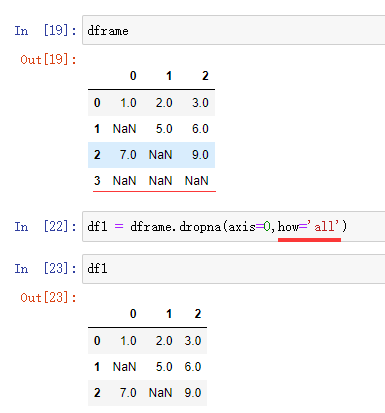 In [19]: dframe
Out[19]:
0 1 2
0 1.0 2.0 3.0
1 NaN 5.0 6.0
2 7.0 NaN 9.0
3 NaN NaN NaN
In [22]: df1 = dframe.dropna(axis=0,how='all')
In [23]: df1
Out[23]:
0 1 2
0 1.0 2.0 3.0
1 NaN 5.0 6.0
2 7.0 NaN 9.0